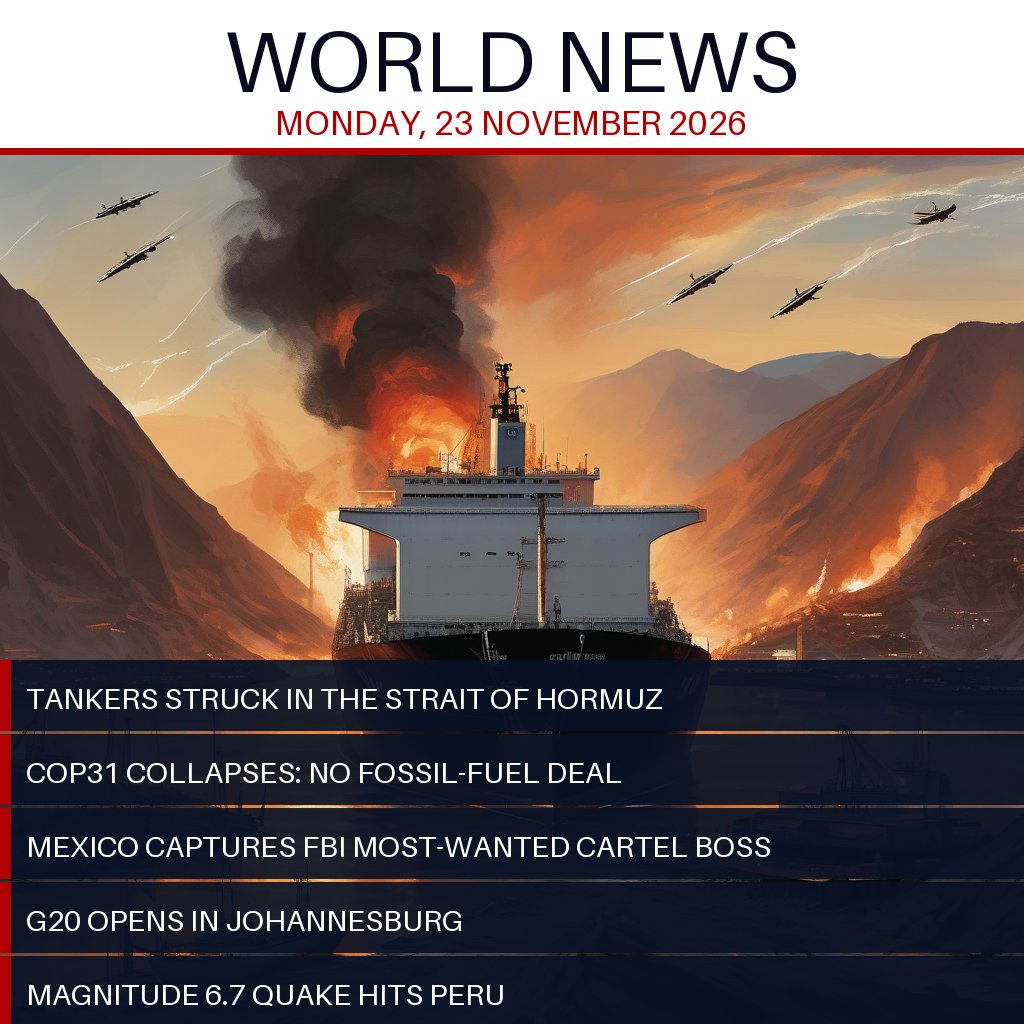 WORLD NEWS
MONDAY, 23 NOVEMBER 2026
TANKERS STRUCK IN THE STRAIT OF HORMUZ
COP31 COLLAPSES: NO FOSSIL-FUEL DEAL
MEXICO CAPTURES FBI MOST-WANTED CARTEL BOSS
G20 OPENS IN JOHANNESBURG
MAGNITUDE 6.7 QUAKE HITS PERU